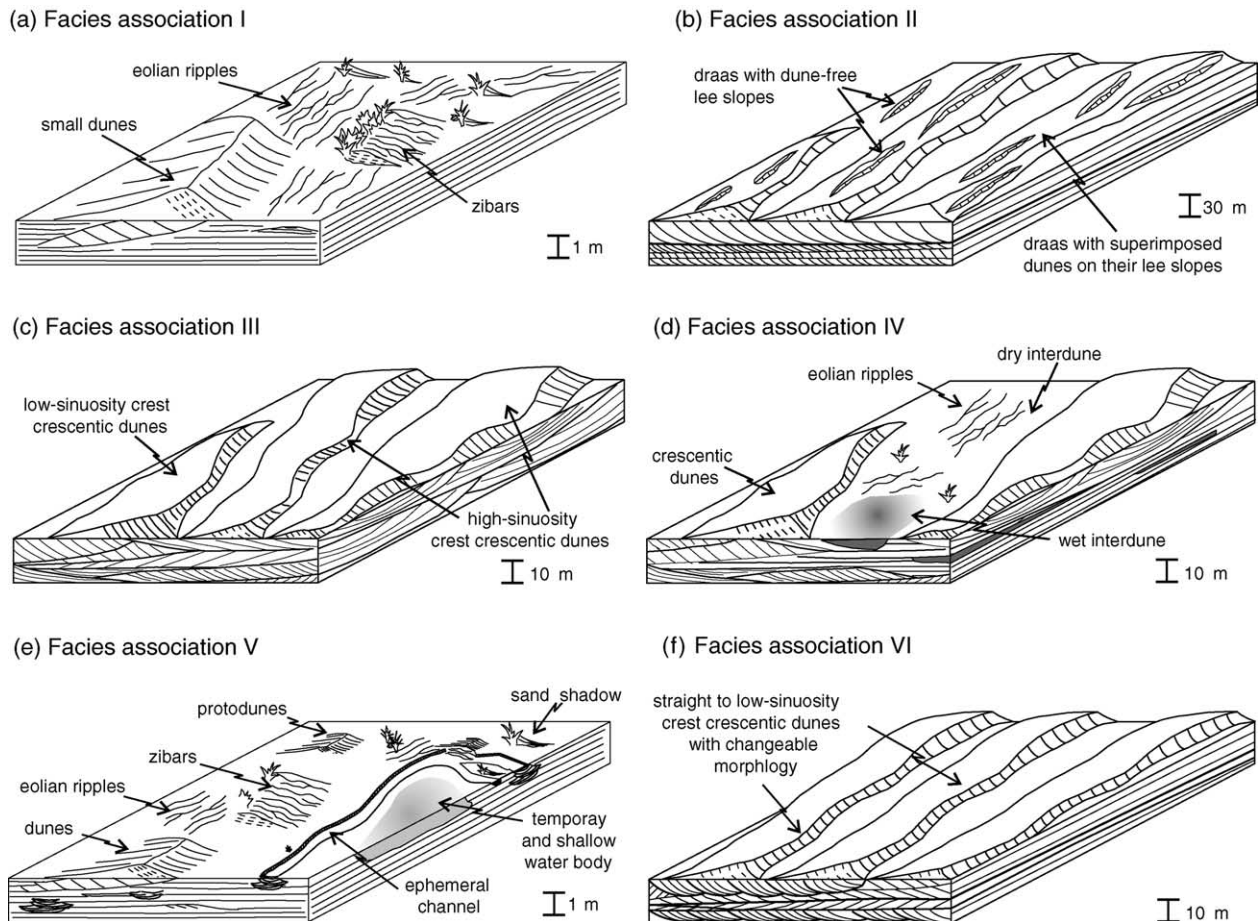 (a) Facies association I
eolian ripples
small dunes
zibars
1 m
(b) Facies association II
draas with dune-free
lee slopes
30 m
draas with superimposed
dunes on their lee slopes
(c) Facies association III
low-sinuosity crest
crescentic dunes
high-sinuosity
crest crescentic dunes
10 m
(d) Facies association IV
dry interdune
eolian ripples
crescentic
dunes
wet interdune
10 m
(e) Facies association V
sand shadow
protodunes
zibars
eolian ripples
dunes
temporay
and shallow
water body
ephemeral
channel
1 m
(f) Facies association VI
straight to low-sinuosity
crest crescentic dunes
with changeable
morphlogy
10 m